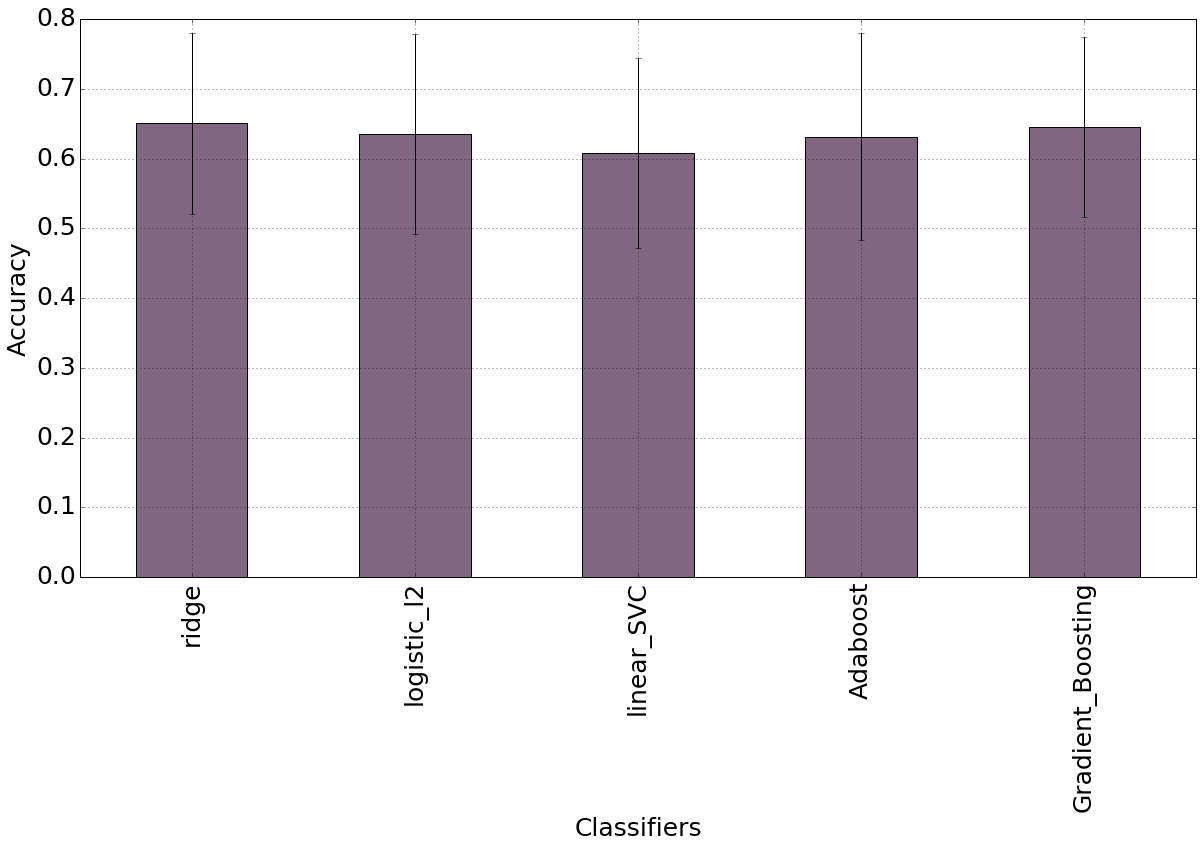 0.8
0.7
0.6
0.5
0.4
0.3
0.2
0.1
0.0
Accuracy
ridge
logistic_l2
linear_SVC
Adaboost
Gradient_Boosting
Classifiers